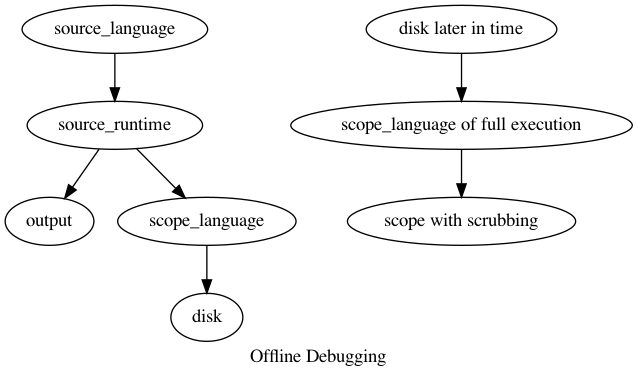 source_language
disk later in time
source_runtime
scope_language of full execution
output
scope_language
scope with scrubbing
disk
Offline Debugging